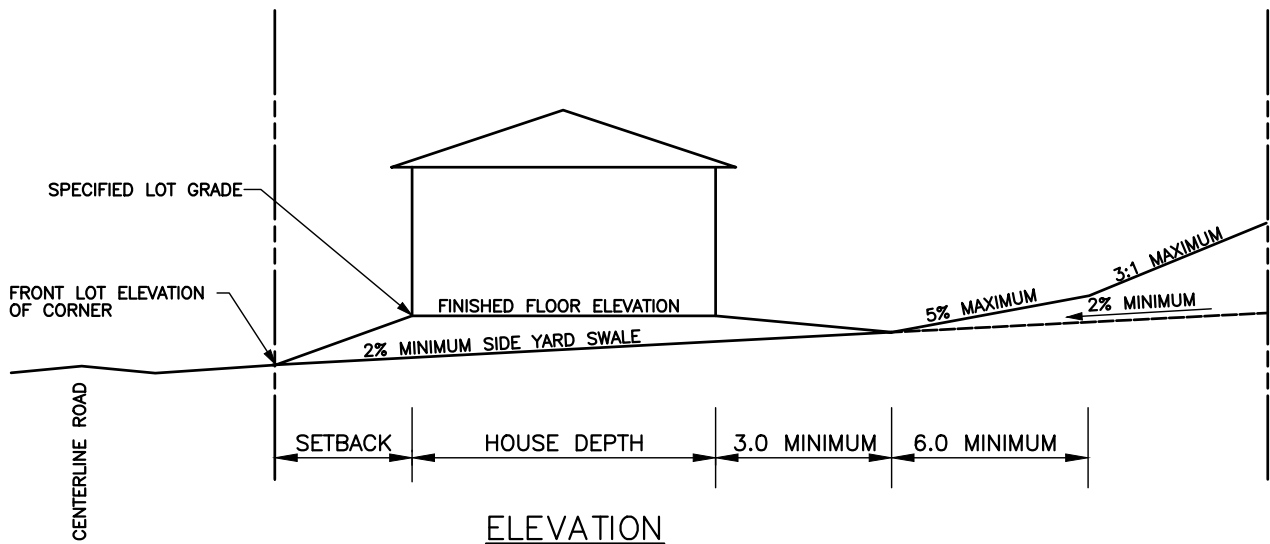 SPECIFIED LOT GRADE
FRONT LOT ELEVATION
OF CORNER
FINISHED FLOOR ELEVATION
2% MINIMUM SIDE YARD SWALE
5% MAXIMUM
3:1 MAXIMUM
2% MINIMUM
CENTERLINE ROAD
SETBACK
HOUSE DEPTH
3.0 MINIMUM
6.0 MINIMUM
ELEVATION